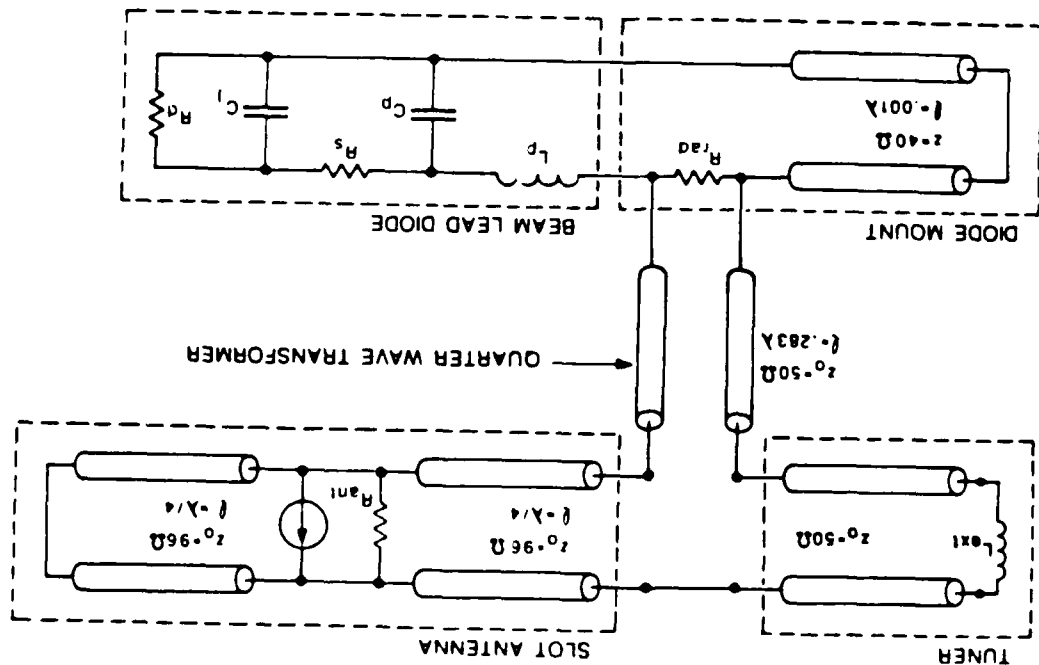 TUNER
SLOT ANTENNA
L_ext
z_o=50Ω
z_o=96Ω
ℓ=λ/4
R_ant
z_o=96Ω
ℓ=λ/4
z_o=50Ω
ℓ=.283λ
QUARTER WAVE TRANSFORMER
DIODE MOUNT
BEAM LEAD DIODE
z=40Ω
ℓ=.001λ
R_rad
L_p
C_p
R_s
C_j
R_d